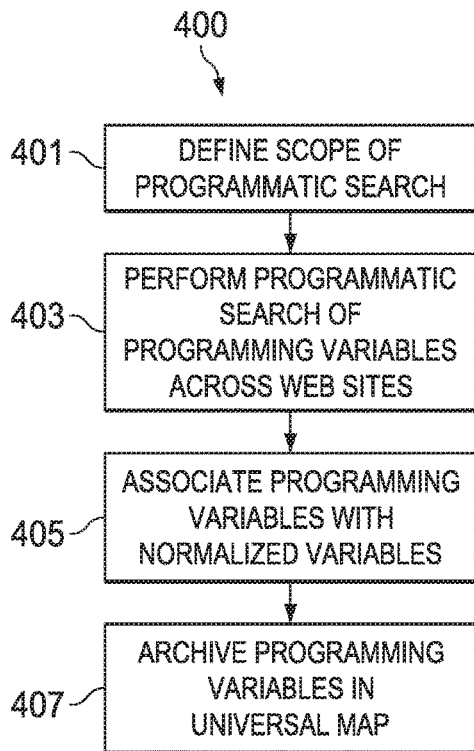 400
401
DEFINE SCOPE OF
PROGRAMMATIC SEARCH
403
PERFORM PROGRAMMATIC
SEARCH OF
PROGRAMMING VARIABLES
ACROSS WEB SITES
405
ASSOCIATE PROGRAMMING
VARIABLES WITH
NORMALIZED VARIABLES
407
ARCHIVE PROGRAMMING
VARIABLES IN
UNIVERSAL MAP